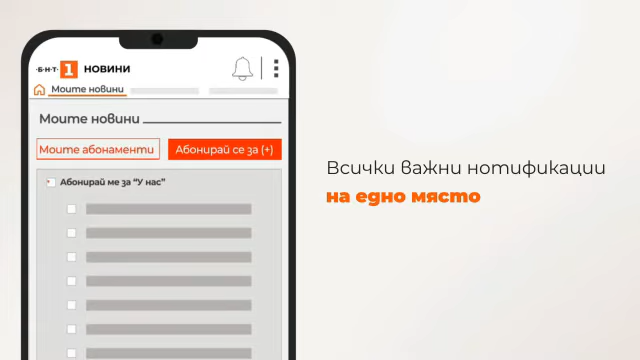 ·Б·Н·Т· 1 НОВИНИ
Моите новини
Моите новини
Моите абонаменти
Абонирай се за (+)
Абонирай ме за “У нас”
Всички важни нотификации
на едно място